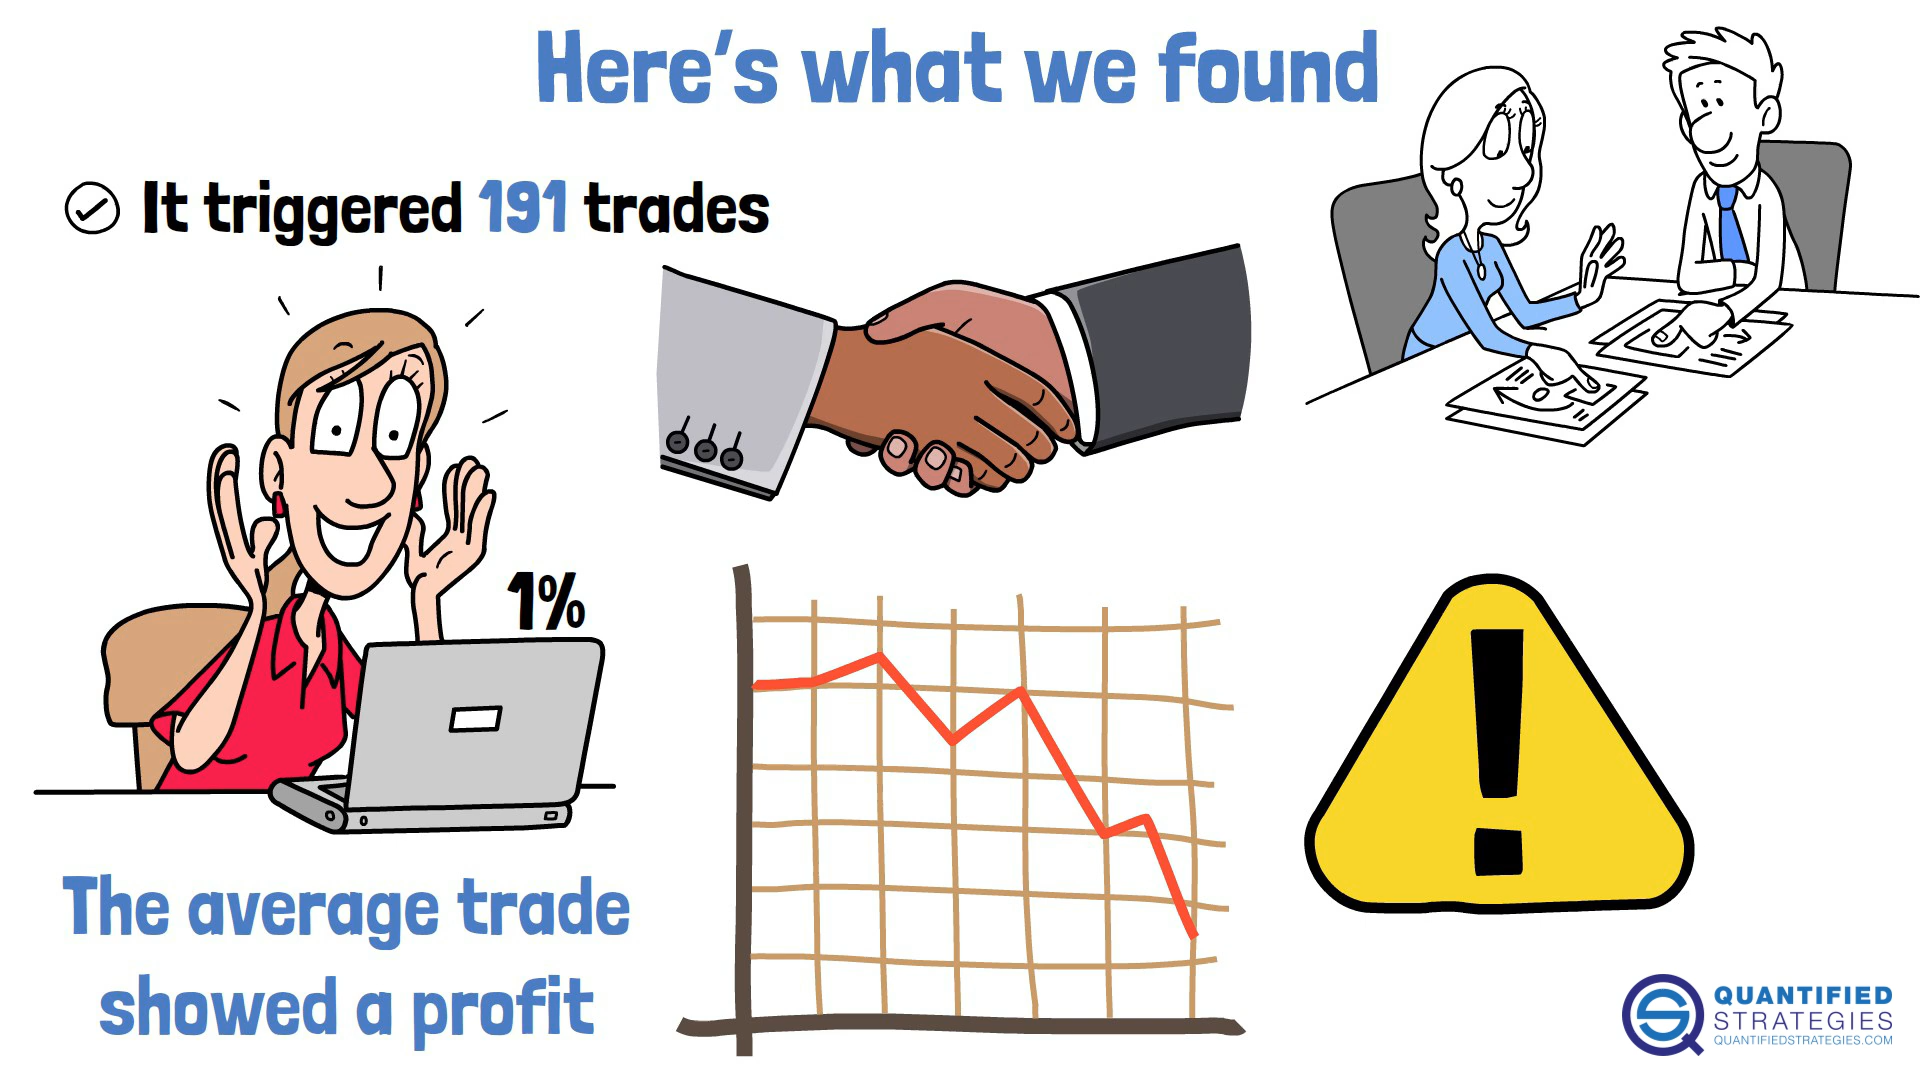 Here's what we found
It triggered 191 trades
1%
The average trade
showed a profit
QUANTIFIED
STRATEGIES
QUANTIFIEDSTRATEGIES.COM